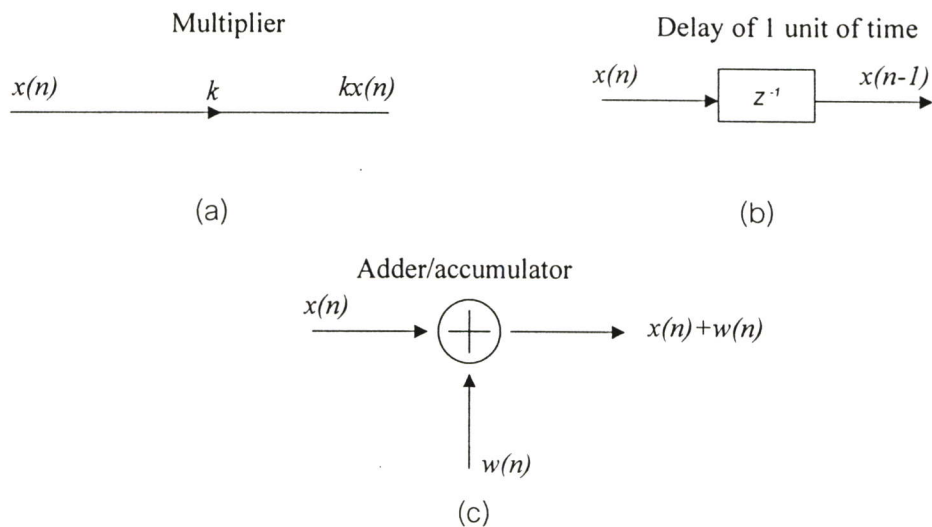 Multiplier
x(n) k kx(n)
(a)
Delay of 1 unit of time
x(n) z⁻¹ x(n-1)
(b)
Adder/accumulator
x(n) x(n)+w(n)
w(n)
(c)